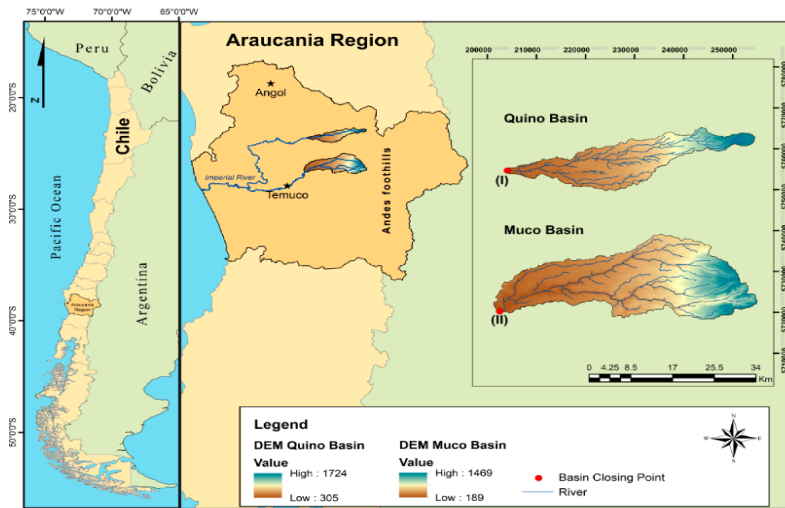 75°0'0"W
70°0'0"W
65°0'0"W
20°0'0"S
30°0'0"S
40°0'0"S
50°0'0"S
N
Peru
Bolivia
Chile
Pacific Ocean
Argentina
Araucania
Region
Araucania Region
Angol
Imperial River
Temuco
Andes foothills
200000
210000
220000
230000
240000
250000
Quino Basin
(I)
Muco Basin
(II)
0 4.25 8.5 17 25.5 34
Km
Legend
DEM Quino Basin
Value
High : 1724
Low : 305
DEM Muco Basin
Value
High : 1469
Low : 189
Basin Closing Point
River
N
W
E
S